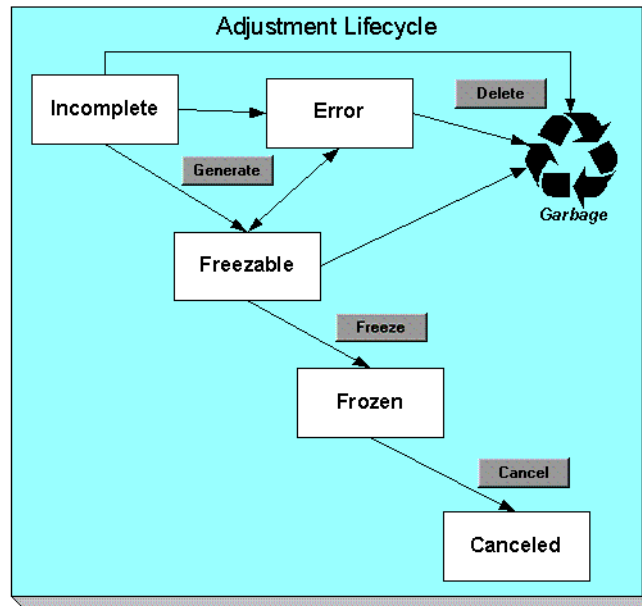 Adjustment Lifecycle
Incomplete
Error
Delete
Generate
Garbage
Freezable
Freeze
Frozen
Cancel
Canceled